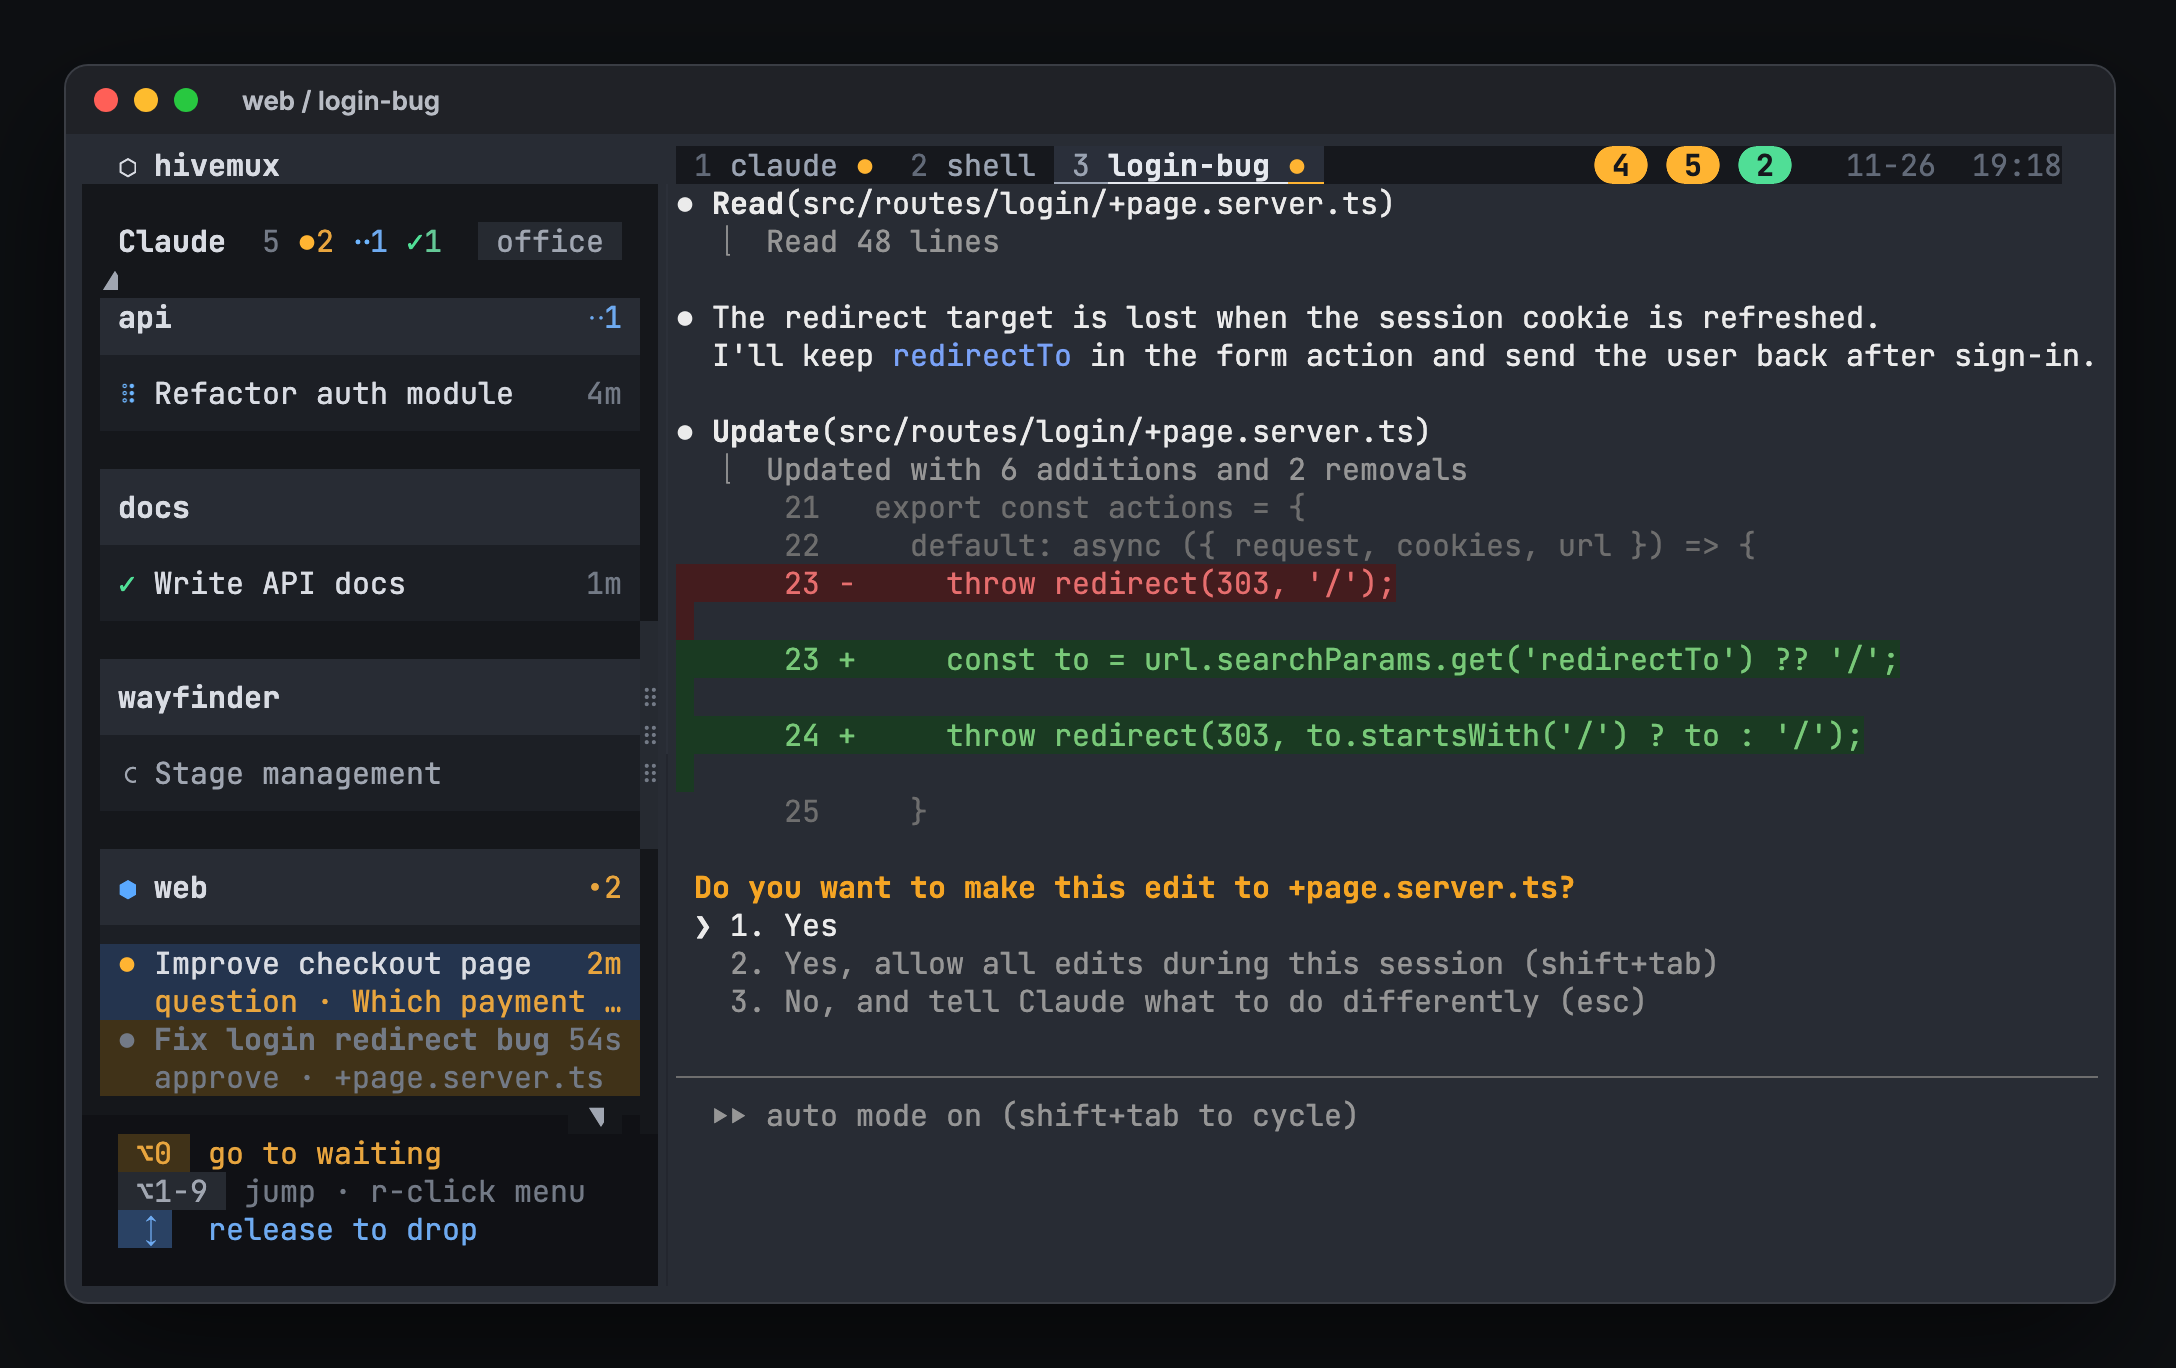 web / login-bug
⬡ hivemux
Claude 5 ●2 ··1 ✓1 office
api ··1
⠿ Refactor auth module 4m
docs
✓ Write API docs 1m
wayfinder
Stage management
⬢ web •2
● Improve checkout page 2m
question · Which payment …
● Fix login redirect bug 54s
approve · +page.server.ts
⌥0 go to waiting
⌥1-9 jump · r-click menu
↕ release to drop
1 claude ● 2 shell 3 login-bug ● 4 5 2 11-26 19:18
● Read(src/routes/login/+page.server.ts)
⎿ Read 48 lines
● The redirect target is lost when the session cookie is refreshed.
I'll keep redirectTo in the form action and send the user back after sign-in.
● Update(src/routes/login/+page.server.ts)
⎿ Updated with 6 additions and 2 removals
21 export const actions = {
22 default: async ({ request, cookies, url }) => {
23 - throw redirect(303, '/');
23 + const to = url.searchParams.get('redirectTo') ?? '/';
24 + throw redirect(303, to.startsWith('/') ? to : '/');
25 }
Do you want to make this edit to +page.server.ts?
❯ 1. Yes
2. Yes, allow all edits during this session (shift+tab)
3. No, and tell Claude what to do differently (esc)
▸▸ auto mode on (shift+tab to cycle)